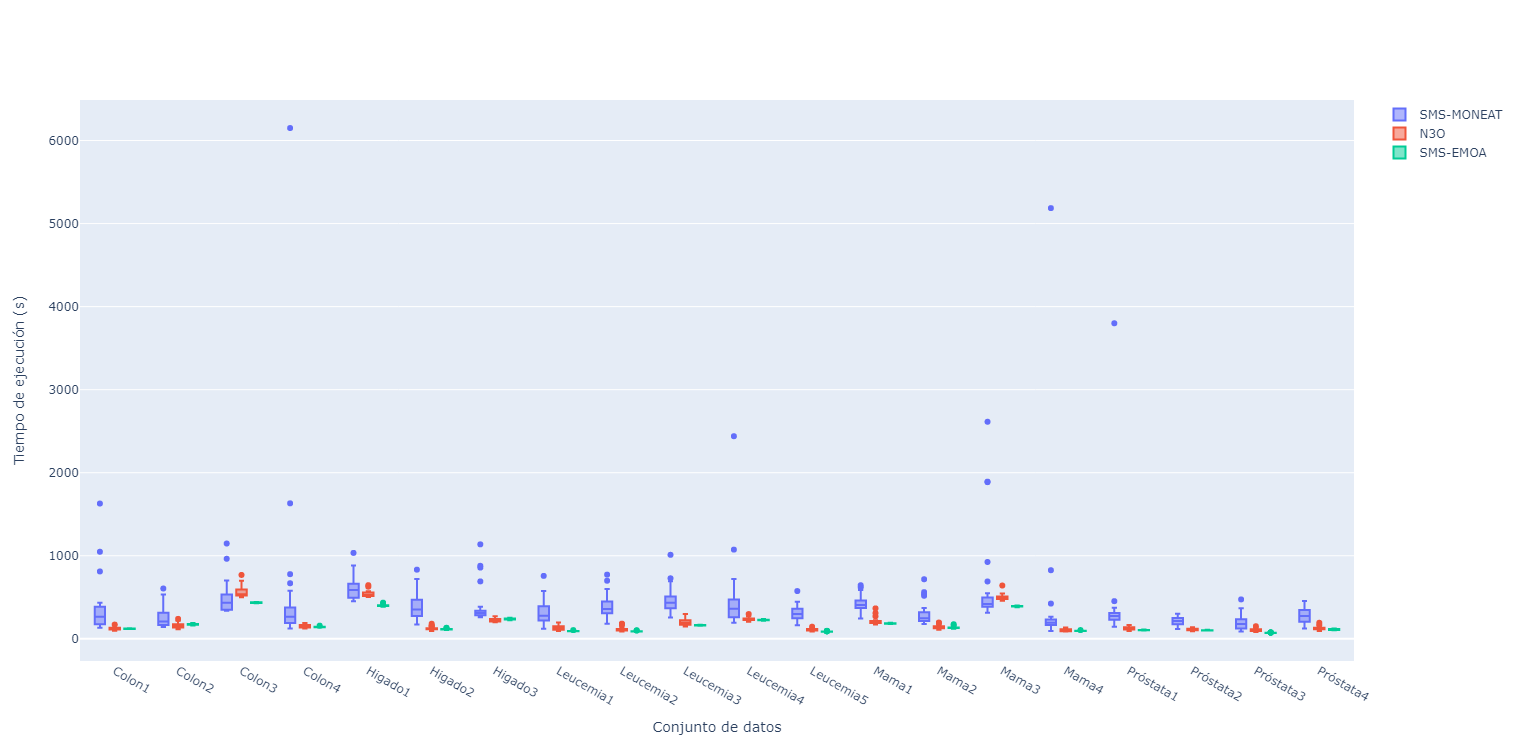 SMS-MONEAT
N3O
SMS-EMOA
Tiempo de ejecución (s)
6000
5000
4000
3000
2000
1000
0
Colon1
Colon2
Colon3
Colon4
Higado1
Higado2
Higado3
Leucemia1
Leucemia2
Leucemia3
Leucemia4
Leucemia5
Mama1
Mama2
Mama3
Mama4
Próstata1
Próstata2
Próstata3
Próstata4
Conjunto de datos